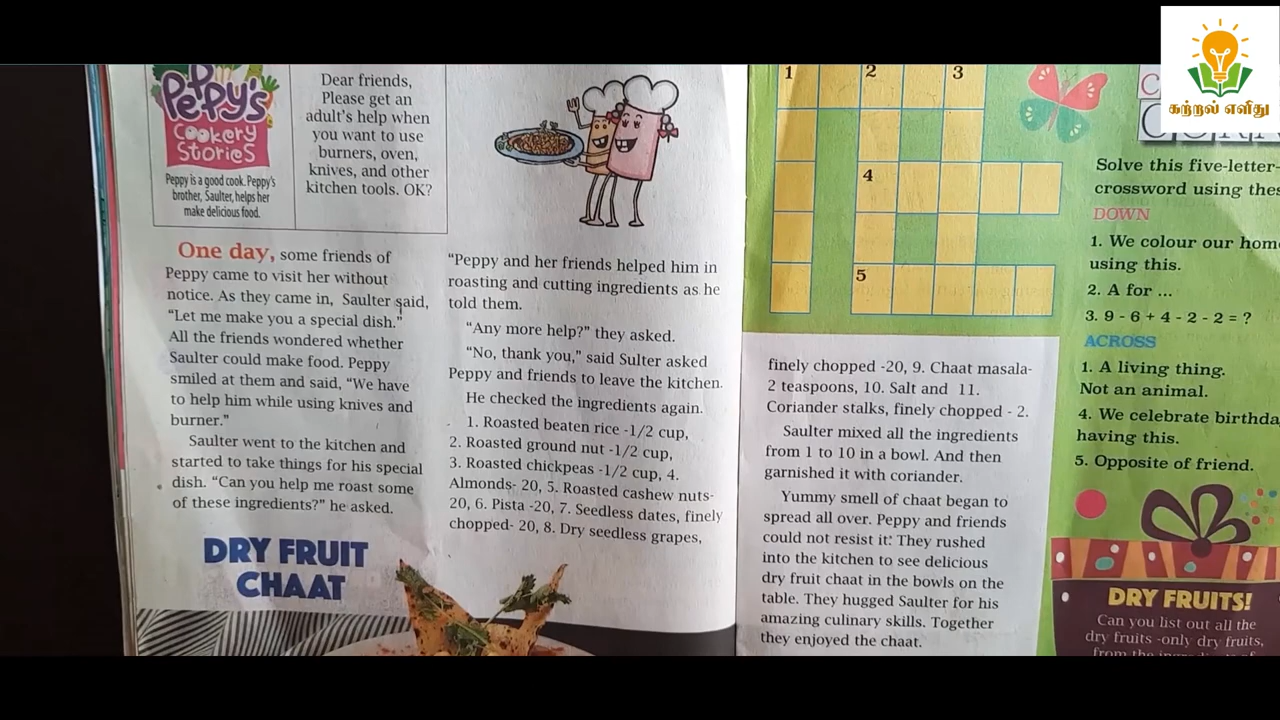 PePPy's
Cookery
Stories
Peppy is a good cook. Peppy's
brother, Saulter, helps her
make delicious food.
Dear friends,
Please get an
adult's help when
you want to use
burners, oven,
knives, and other
kitchen tools. OK?
One day, some friends of
Peppy came to visit her without
notice. As they came in, Saulter said,
“Let me make you a special dish.”
All the friends wondered whether
Saulter could make food. Peppy
smiled at them and said, “We have
to help him while using knives and
burner.”
Saulter went to the kitchen and
started to take things for his special
dish. “Can you help me roast some
of these ingredients?” he asked.
DRY FRUIT
CHAAT
“Peppy and her friends helped him in
roasting and cutting ingredients as he
told them.
“Any more help?” they asked.
“No, thank you,” said Sulter asked
Peppy and friends to leave the kitchen.
He checked the ingredients again.
1. Roasted beaten rice -1/2 cup,
2. Roasted ground nut -1/2 cup,
3. Roasted chickpeas -1/2 cup, 4.
Almonds- 20, 5. Roasted cashew nuts-
20, 6. Pista -20, 7. Seedless dates, finely
chopped- 20, 8. Dry seedless grapes,
1 2 3
4
5
finely chopped -20, 9. Chaat masala-
2 teaspoons, 10. Salt and 11.
Coriander stalks, finely chopped - 2.
Saulter mixed all the ingredients
from 1 to 10 in a bowl. And then
garnished it with coriander.
Yummy smell of chaat began to
spread all over. Peppy and friends
could not resist it. They rushed
into the kitchen to see delicious
dry fruit chaat in the bowls on the
table. They hugged Saulter for his
amazing culinary skills. Together
they enjoyed the chaat.
கற்றல் எளிது
Solve this five-letter-
crossword using
DOWN
1. We colour our
using this.
2. A for ...
3. 9 - 6 + 4 - 2 - 2 = ?
ACROSS
1. A living thing.
Not an animal.
4. We celebrate
having this.
5. Opposite of friend.
DRY FRUITS!
Can you list out all the
dry fruits -only dry fruits,